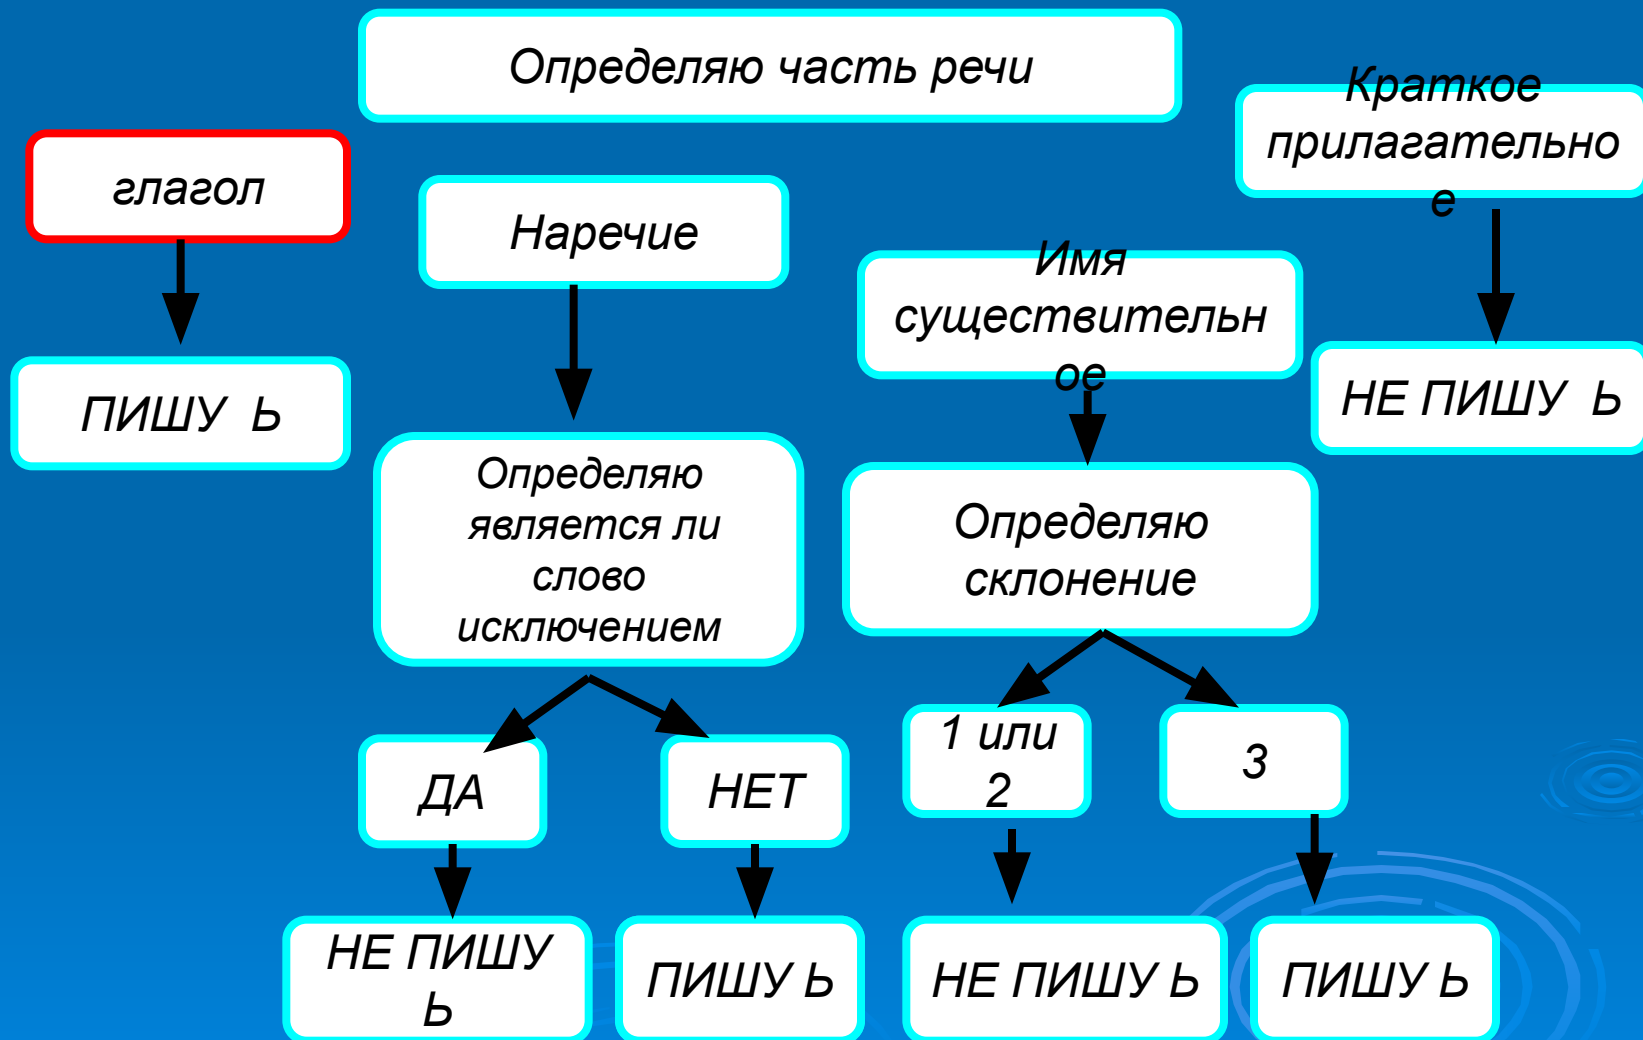 Определяю часть речи
Краткое
прилагательно
е
глагол
Наречие
Имя
существительн
ое
ПИШУ Ь
НЕ ПИШУ Ь
Определяю
является ли
слово
исключением
Определяю
склонение
ДА
НЕТ
1 или
2
3
НЕ ПИШУ
Ь
ПИШУ Ь
НЕ ПИШУ Ь
ПИШУ Ь